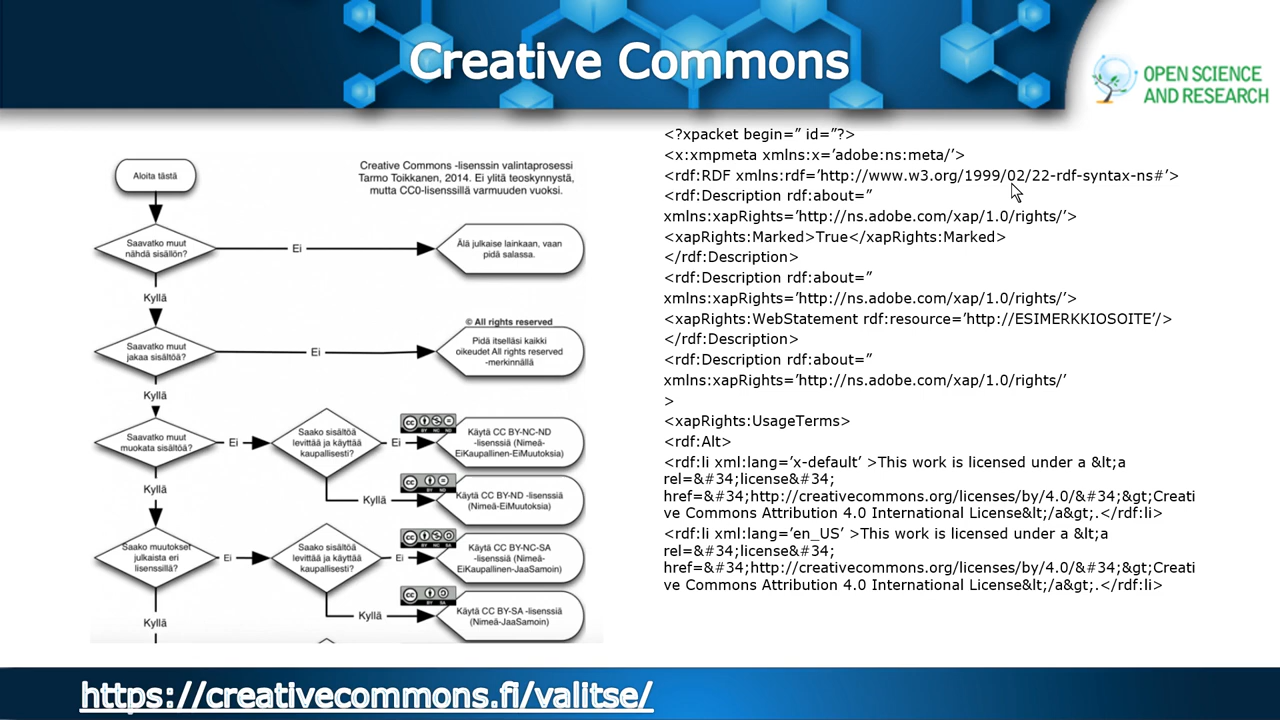 Creative Commons
OPEN SCIENCE
AND RESEARCH
Creative Commons -lisenssin valintaprosessi
Tarmo Toikkanen, 2014. Ei ylitä teoskynnystä,
mutta CC0-lisenssillä varmuuden vuoksi.
Aloita tästä
Saavatko muut
nähdä sisällön?
Ei
Älä julkaise lainkaan, vaan
pidä salassa.
Kyllä
Saavatko muut
jakaa sisältöä?
Ei
© All rights reserved
Pidä itselläsi kaikki
oikeudet All rights reserved
-merkinnällä
Kyllä
Saavatko muut
muokata sisältöä?
Ei
Saako sisältöä
levittää ja käyttää
kaupallisesti?
Ei
Käytä CC BY-NC-ND
-lisenssiä (Nimeä-
EiKaupallinen-EiMuutoksia)
Kyllä
Käytä CC BY-ND -lisenssiä
(Nimeä-EiMuutoksia)
Kyllä
Saako muutokset
julkaista eri
lisenssillä?
Ei
Saako sisältöä
levittää ja käyttää
kaupallisesti?
Ei
Käytä CC BY-NC-SA
-lisenssiä (Nimeä-
EiKaupallinen-JaaSamoin)
Kyllä
Käytä CC BY-SA -lisenssiä
(Nimeä-JaaSamoin)
Kyllä
<?xpacket begin=” id=”?>
<x:xmpmeta xmlns:x=’adobe:ns:meta/’>
<rdf:RDF xmlns:rdf=’http://www.w3.org/1999/02/22-rdf-syntax-ns#’>
<rdf:Description rdf:about=”
xmlns:xapRights=’http://ns.adobe.com/xap/1.0/rights/’>
<xapRights:Marked>True</xapRights:Marked>
</rdf:Description>
<rdf:Description rdf:about=”
xmlns:xapRights=’http://ns.adobe.com/xap/1.0/rights/’>
<xapRights:WebStatement rdf:resource=’http://ESIMERKKIOSOITE’/>
</rdf:Description>
<rdf:Description rdf:about=”
xmlns:xapRights=’http://ns.adobe.com/xap/1.0/rights/’
>
<xapRights:UsageTerms>
<rdf:Alt>
<rdf:li xml:lang=’x-default’ >This work is licensed under a &lt;a
rel=&#34;license&#34;
href=&#34;http://creativecommons.org/licenses/by/4.0/&#34;&gt;Creati
ve Commons Attribution 4.0 International License&lt;/a&gt;.</rdf:li>
<rdf:li xml:lang=’en_US’ >This work is licensed under a &lt;a
rel=&#34;license&#34;
href=&#34;http://creativecommons.org/licenses/by/4.0/&#34;&gt;Creati
ve Commons Attribution 4.0 International License&lt;/a&gt;.</rdf:li>
https://creativecommons.fi/valitse/